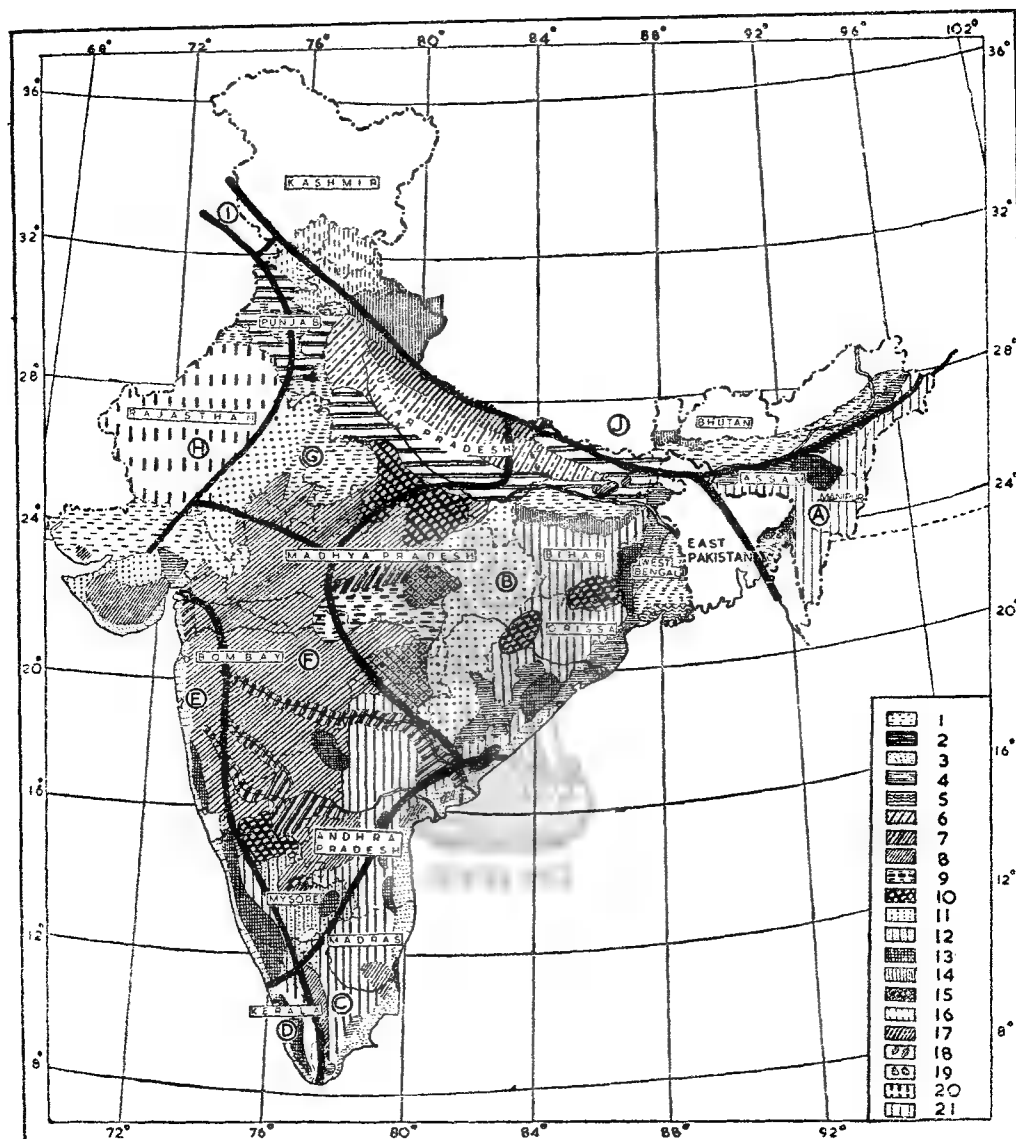 68° 72° 76° 80° 84° 88° 92° 96° 102°
36° 36°
KASHMIR
I
32° 32°
PUNJAB
28° 28°
RAJASTHAN
UTTAR PRADESH
J
BHUTAN
H
G
ASSAM
MANIPUR
A
24° 24°
MADHYA PRADESH
BIHAR
EAST
PAKISTAN
WEST
BENGAL
B
ORISSA
20° 20°
BOMBAY
F
E
16° 16°
ANDHRA
PRADESH
MYSORE
12° 12°
MADRAS
KERALA
C
D
8° 8°
1
2
3
4
5
6
7
8
9
10
11
12
13
14
15
16
17
18
19
20
21
72° 76° 80° 84° 88° 92°